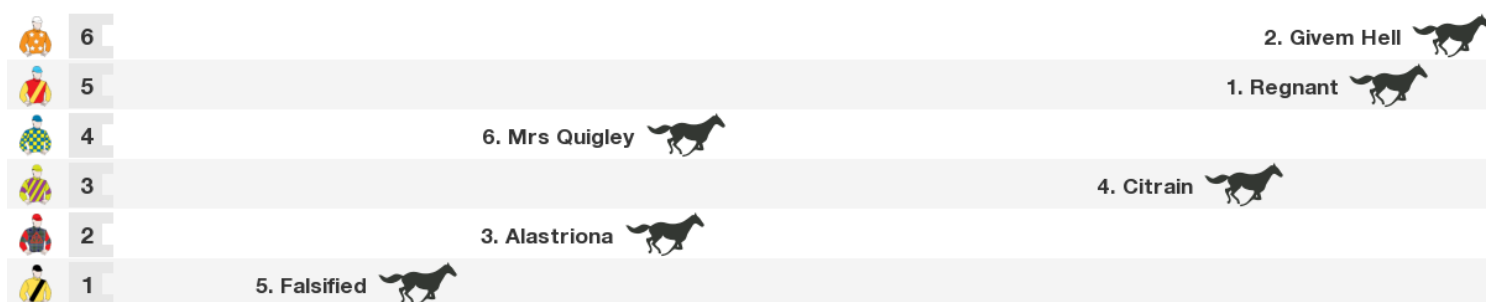 6 2. Givem Hell
5 1. Regnant
4 6. Mrs Quigley
3 4. Citrain
2 3. Alastriona
1 5. Falsified